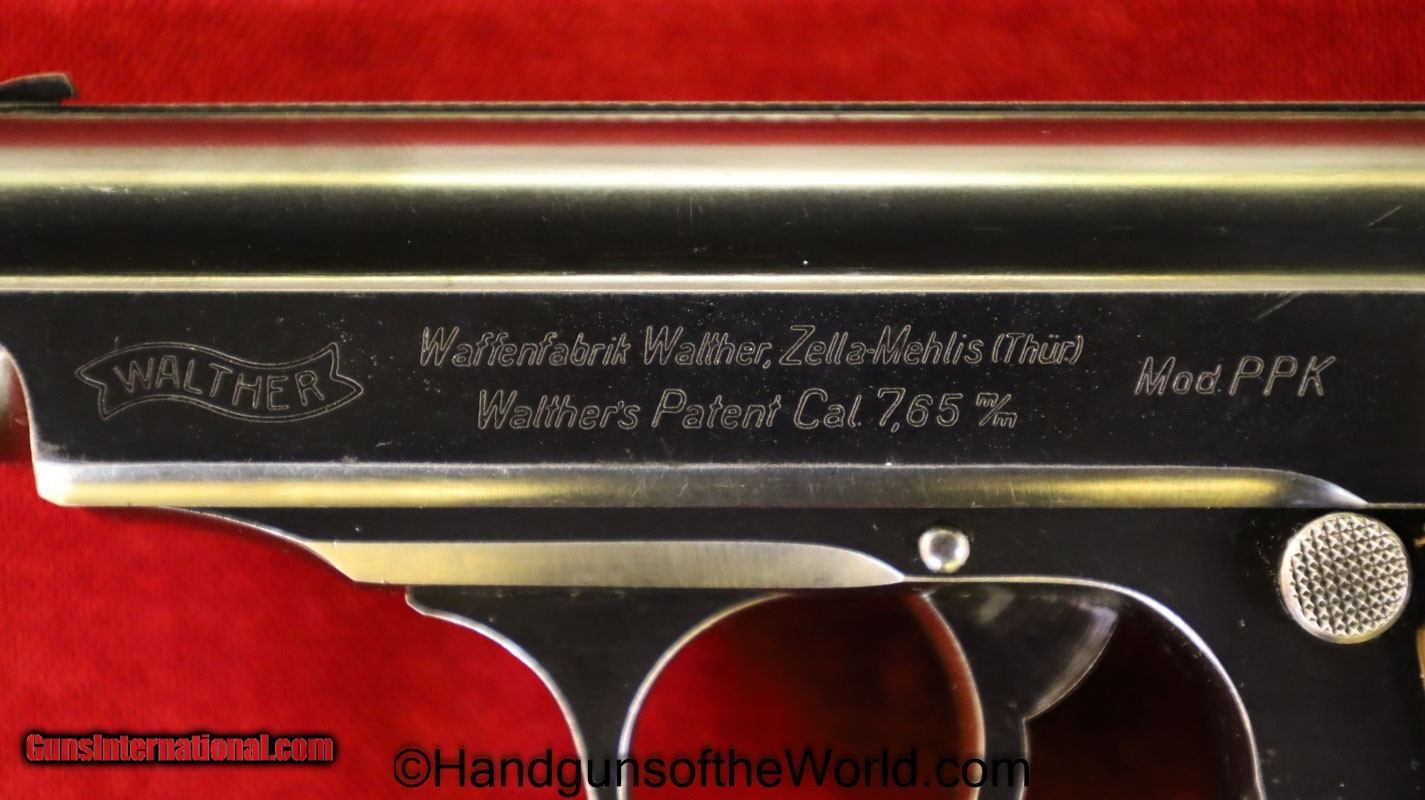 WALTHER
Waffenfabrik Walther, Zella-Mehlis (Thür.)
Walther's Patent Cal. 7,65 m/m
Mod. PPK
GunsInternational.com
©HandgunsoftheWorld.com